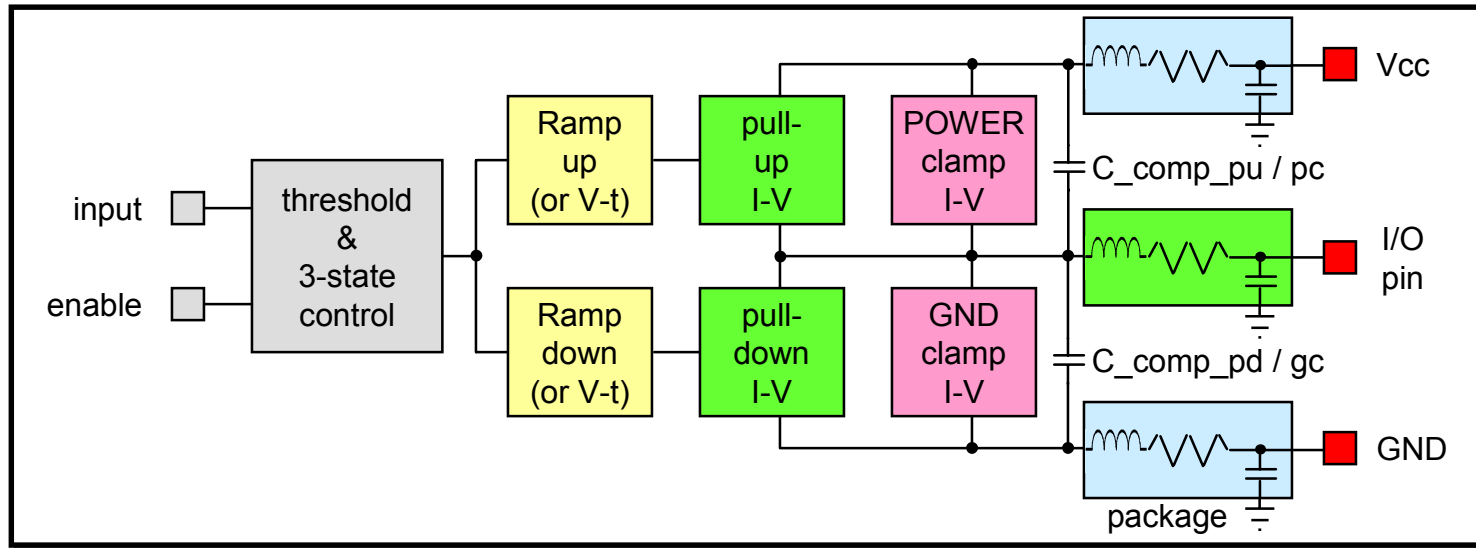 input
enable
threshold
&
3-state
control
Ramp
up
(or V-t)
Ramp
down
(or V-t)
pull-
up
I-V
pull-
down
I-V
POWER
clamp
I-V
GND
clamp
I-V
C_comp_pu / pc
C_comp_pd / gc
Vcc
I/O
pin
GND
package